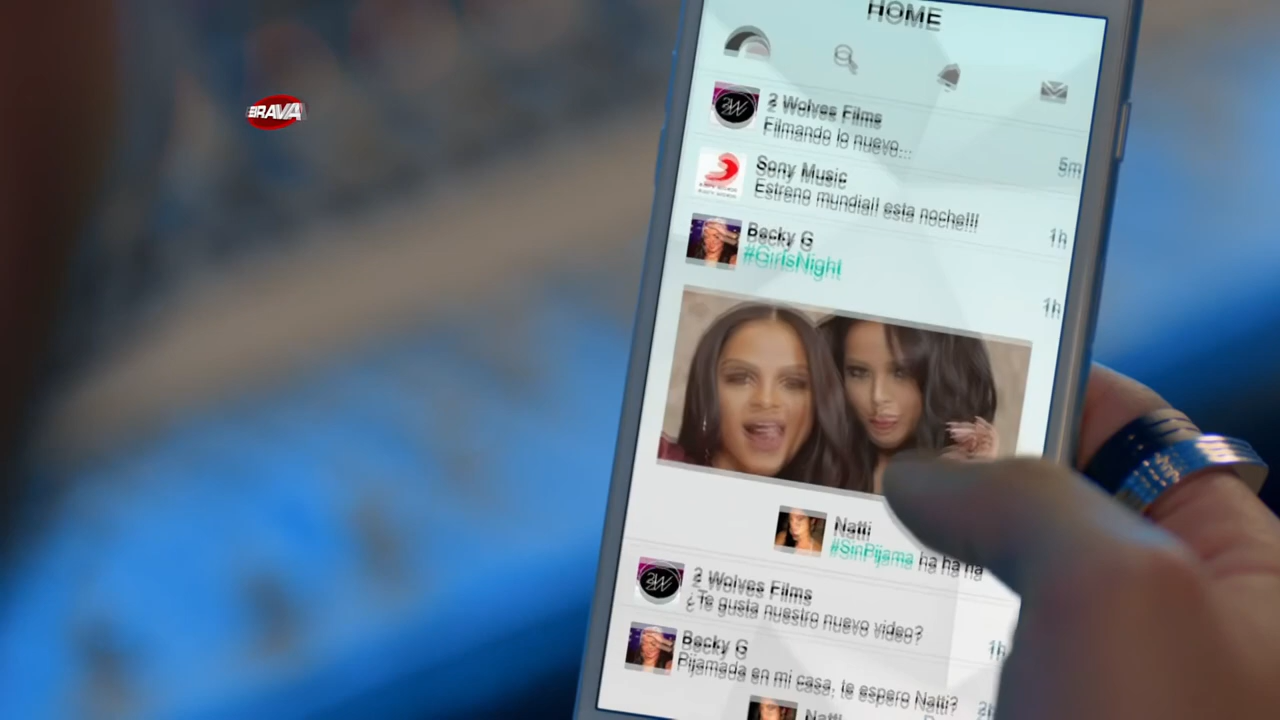 HOME
BRAVA
2 Wolves Films
Filmando lo nuevo...
5m
Sony Music
Estreno mundial! esta noche!!!
1h
Becky G
#GirlsNight
1h
Natti
#SinPijama ha ha ha
2 Wolves Films
¿Te gusta nuestro nuevo video?
1h
Becky G
Pijamada en mi casa, te espero Natti?
2h
Natti